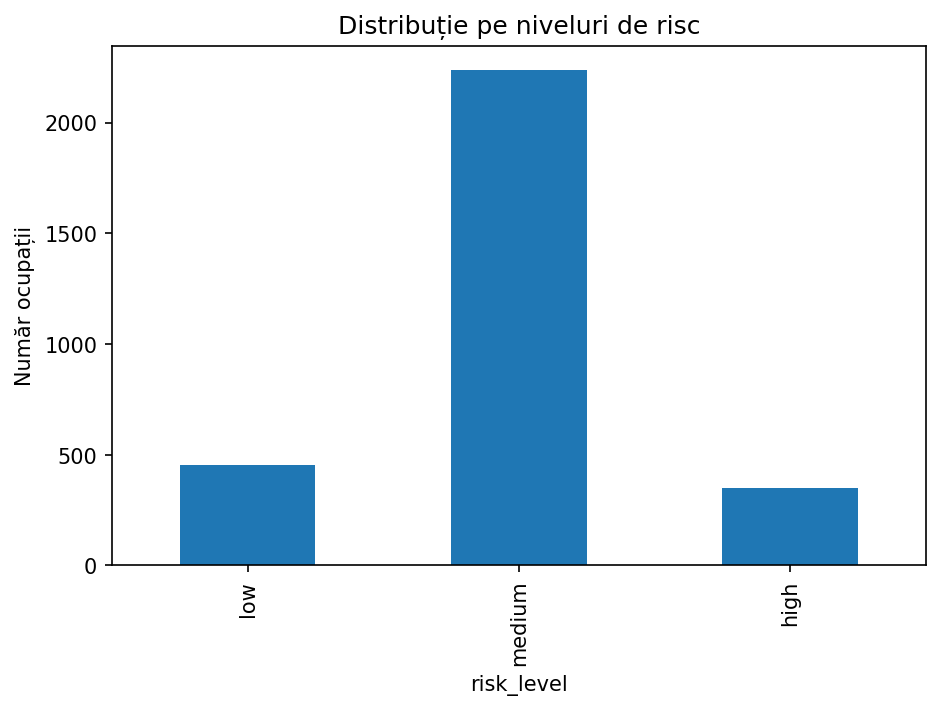 Distribuție pe niveluri de risc
Număr ocupații
2000
1500
1000
500
0
low
medium
high
risk_level